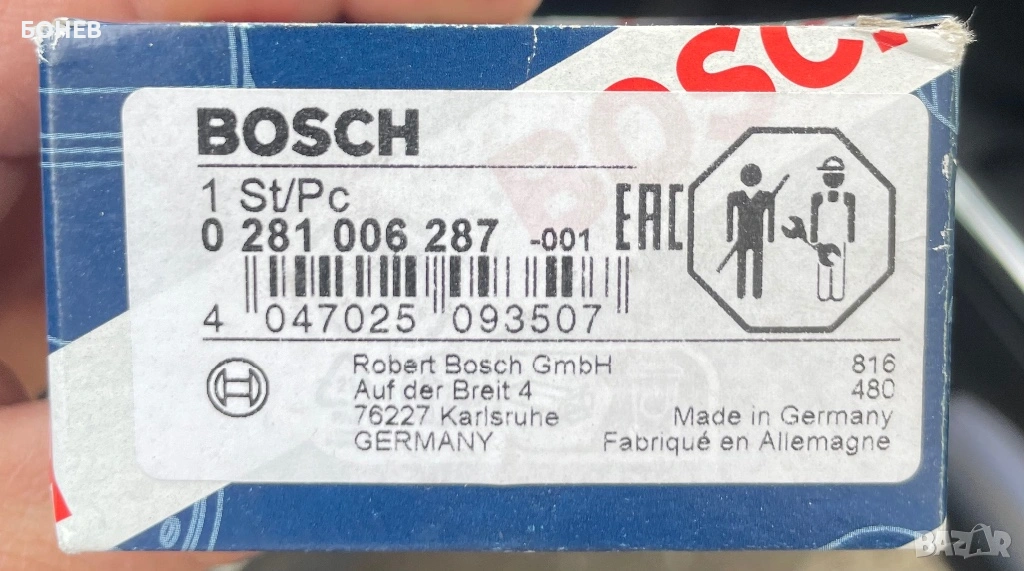 БОНЕВ
BOSCH
BOSCH
1 St/Pc
0 281 006 287 -001
EAC
4 047025 093507
Robert Bosch GmbH
Auf der Breit 4
76227 Karlsruhe
GERMANY
816
480
Made in Germany
Fabriqué en Allemagne
BAZAR